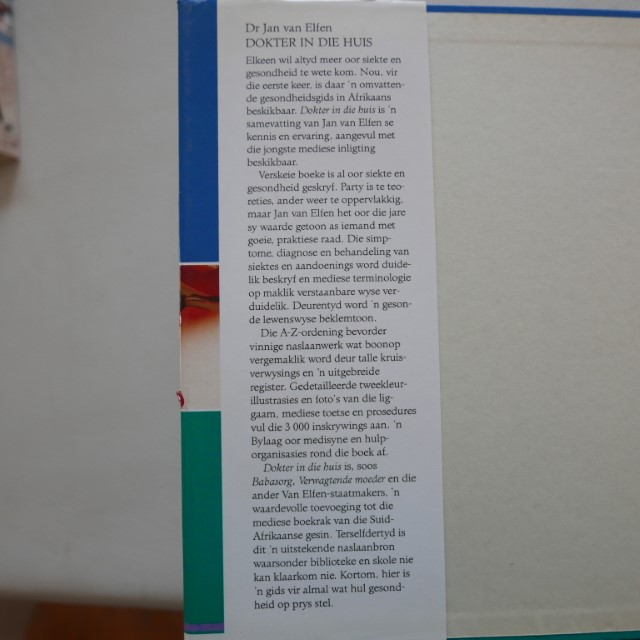 Dr Jan van Elfen
DOKTER IN DIE HUIS
Elkeen wil altyd meer oor siekte en
gesondheid te wete kom. Nou, vir
die eerste keer, is daar 'n omvatten-
de gesondheidsgids in Afrikaans
beskikbaar. Dokter in die huis is 'n
samevatting van Jan van Elfen se
kennis en ervaring, aangevul met
die jongste mediese inligting
beskikbaar.
Verskeie boeke is al oor siekte en
gesondheid geskryf. Party is te teo-
reties, ander weer te oppervlakkig,
maar Jan van Elfen het oor die jare
sy waarde getoon as iemand met
goeie, praktiese raad. Die simp-
tome, diagnose en behandeling van
siektes en aandoenings word duide-
lik beskryf en mediese terminologie
op maklik verstaanbare wyse ver-
duidelik. Deurentyd word 'n geson-
de lewenswyse beklemtoon.
Die A-Z-ordening bevorder
vinnige naslaanwerk wat boonop
vergemaklik word deur talle kruis-
verwysings en 'n uitgebreide
register. Gedetailleerde tweekleur-
illustrasies en foto's van die lig-
gaam, mediese toetse en prosedures
vul die 3 000 inskrywings aan. 'n
Bylaag oor medisyne en hulp-
organisasies rond die boek af.
Dokter in die huis is, soos
Babasorg, Verwagtende moeder en die
ander Van Elfen-staatmakers, 'n
waardevolle toevoeging tot die
mediese boekrak van die Suid-
Afrikaanse gesin. Terselfdertyd is
dit 'n uitstekende naslaanbron
waarsonder biblioteke en skole nie
kan klaarkom nie. Kortom, hier is
'n gids vir almal wat hul gesond-
heid op prys stel.